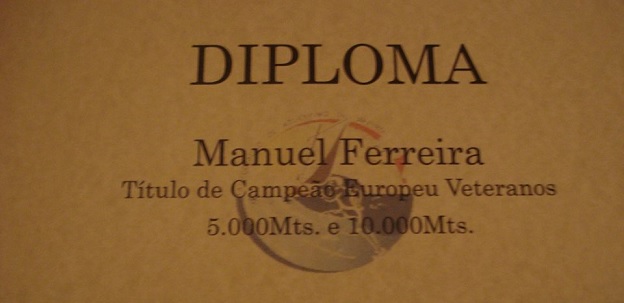 DIPLOMA
Manuel Ferreira
Título de Campeão Europeu Veteranos
5.000Mts. e 10.000Mts.